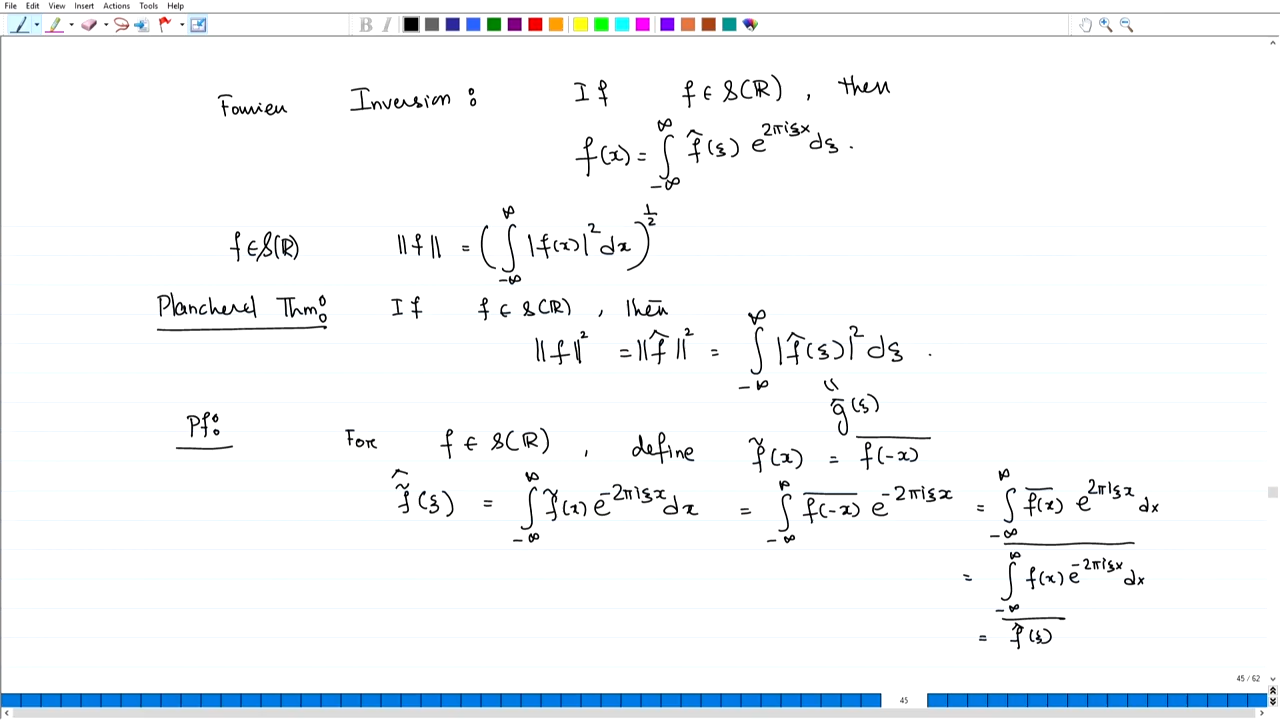 File Edit View Insert Actions Tools Help
B I
Fourier Inversion : If f ∈ S(ℝ) , then
f(x) = ∫_{-∞}^{∞} f̂(ξ) e^{2πiξx} dξ .
f ∈ S(ℝ) ‖f‖ = ( ∫_{-∞}^{∞} |f(x)|² dx )^{1/2}
Plancherel Thm: If f ∈ S(ℝ) , then
‖f‖² = ‖f̂‖² = ∫_{-∞}^{∞} |f̂(ξ)|² dξ .
" ĝ(ξ)
Pf: For f ∈ S(ℝ) , define f̃(x) = \overline{f(-x)}
\hat{f̃}(ξ) = ∫_{-∞}^{∞} f̃(x) e^{-2πiξx} dx = ∫_{-∞}^{∞} \overline{f(-x)} e^{-2πiξx} = ∫_{-∞}^{∞} \overline{f(x)} e^{2πiξx} dx
= \overline{∫_{-∞}^{∞} f(x) e^{-2πiξx} dx}
= \overline{f̂(ξ)}
45 / 62
45